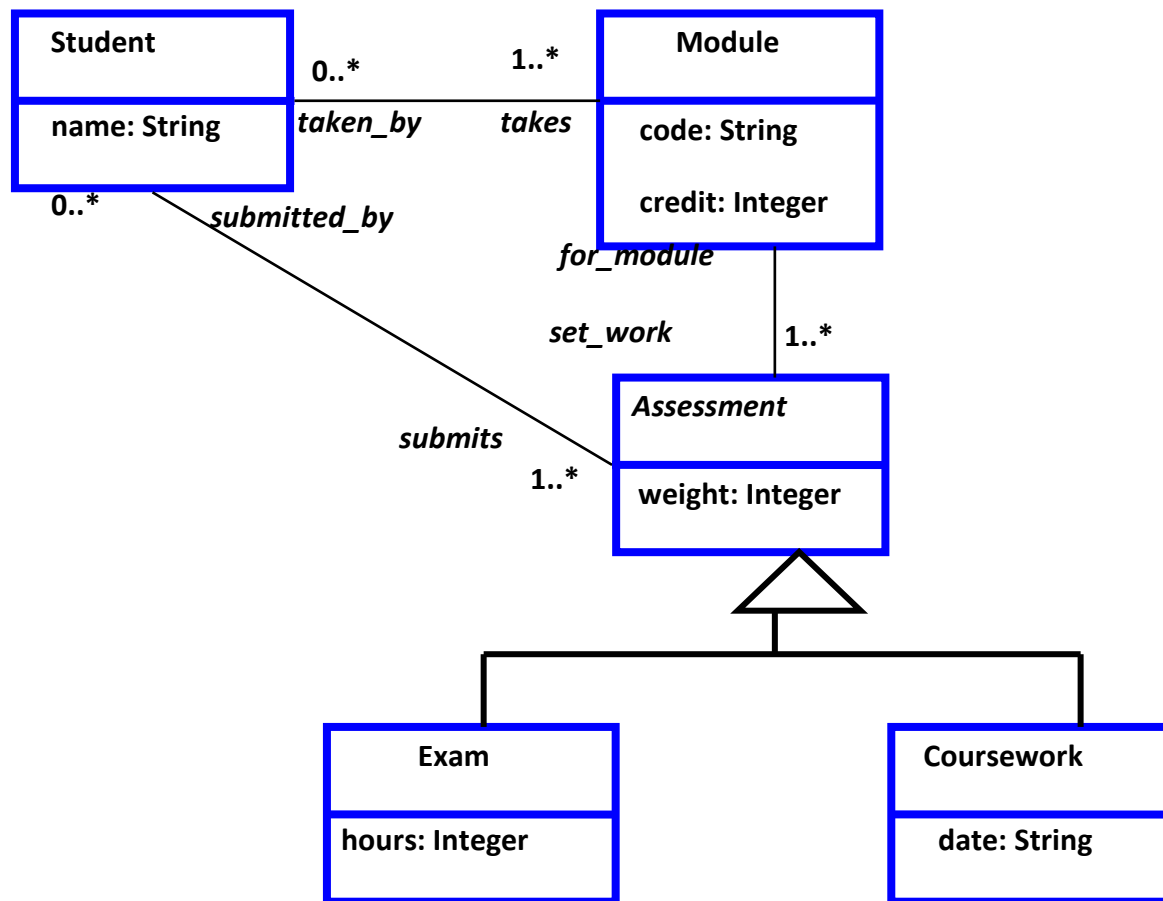 Student
Module
0..*
1..*
name: String
taken_by
takes
code: String
credit: Integer
0..*
submitted_by
for_module
set_work
1..*
Assessment
submits
1..*
weight: Integer
Exam
Coursework
hours: Integer
date: String